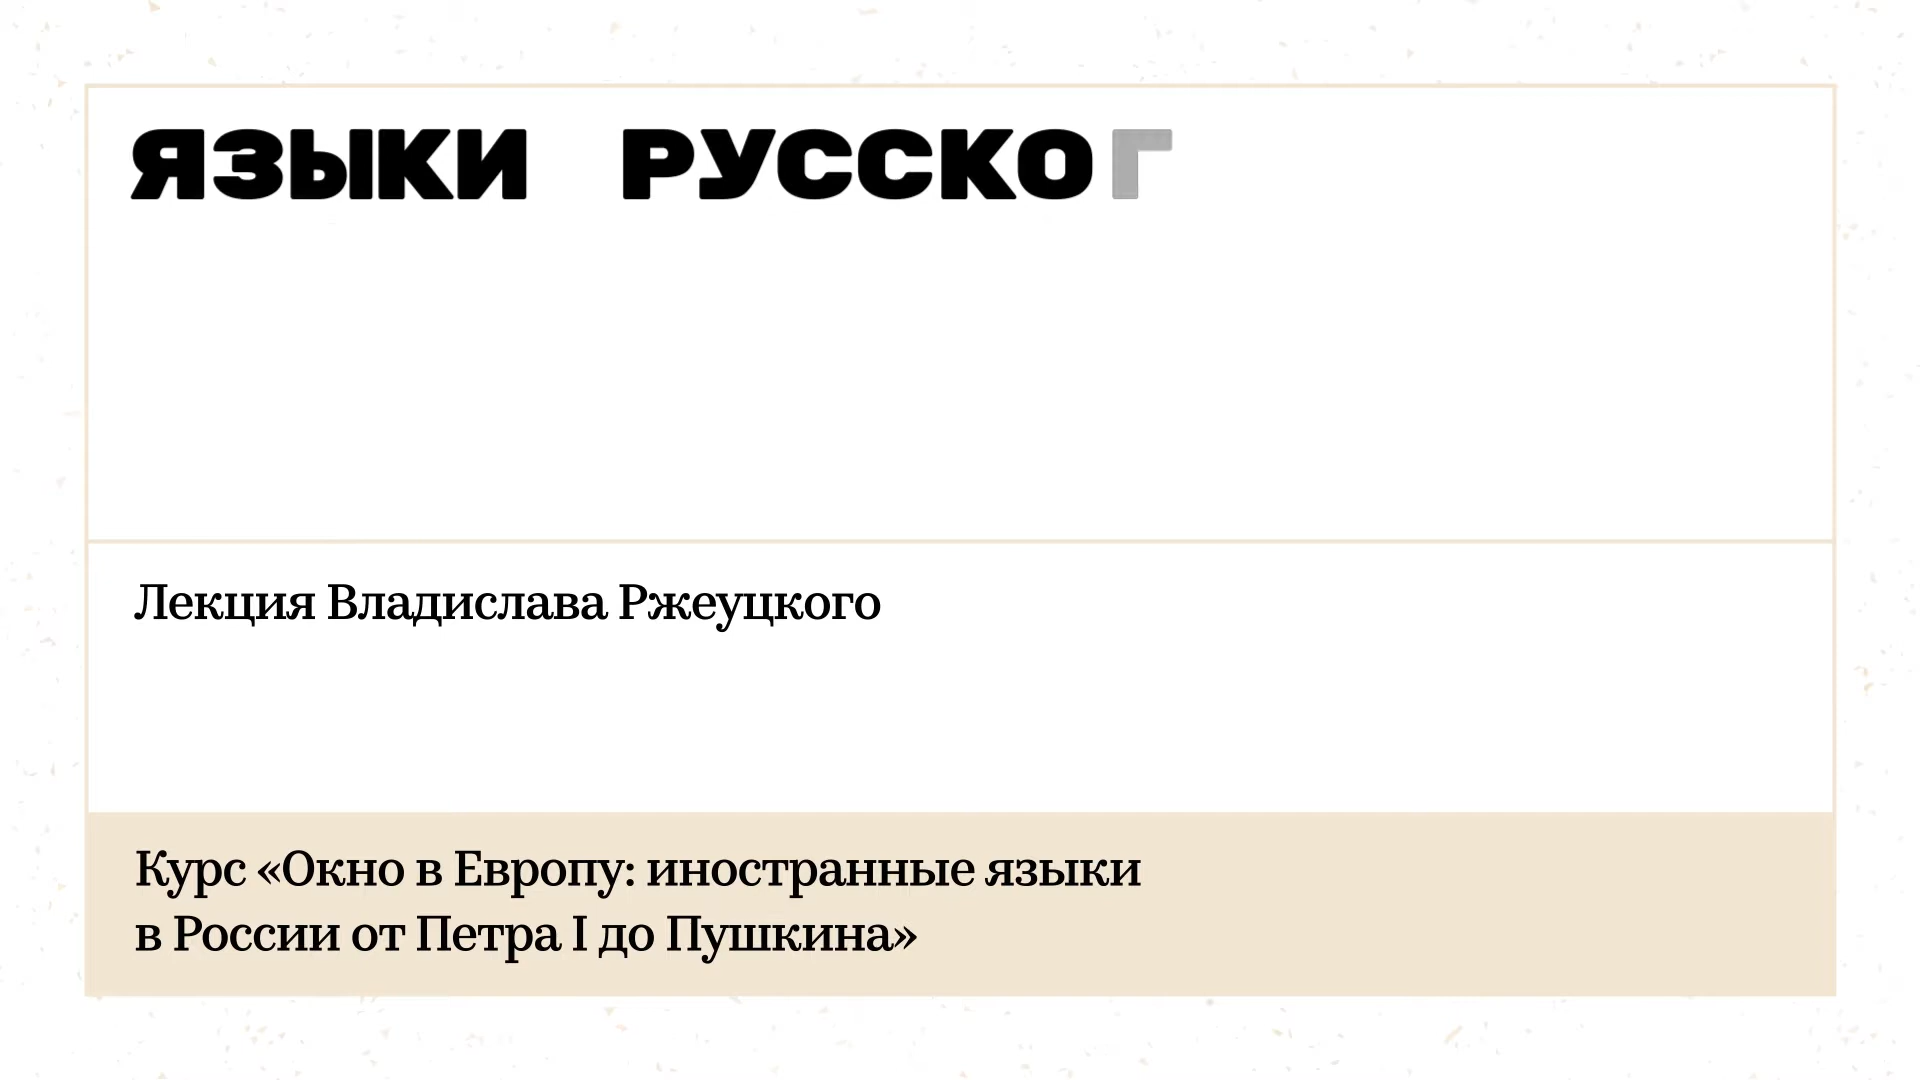 ЯЗЫКИ РУССКОГ
Лекция Владислава Ржеуцкого
Курс «Окно в Европу: иностранные языки
в России от Петра I до Пушкина»